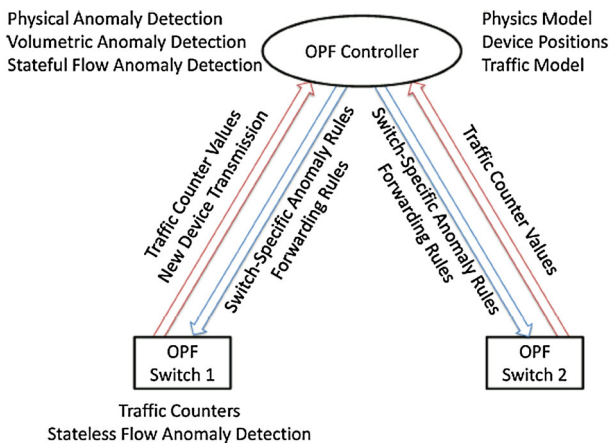 Physical Anomaly Detection
Volumetric Anomaly Detection
Stateful Flow Anomaly Detection
OPF Controller
Physics Model
Device Positions
Traffic Model
Traffic Counter Values
New Device Transmission
Switch-Specific Anomaly Rules
Forwarding Rules
Switch-Specific Anomaly Rules
Forwarding Rules
Traffic Counter Values
OPF
Switch 1
OPF
Switch 2
Traffic Counters
Stateless Flow Anomaly Detection